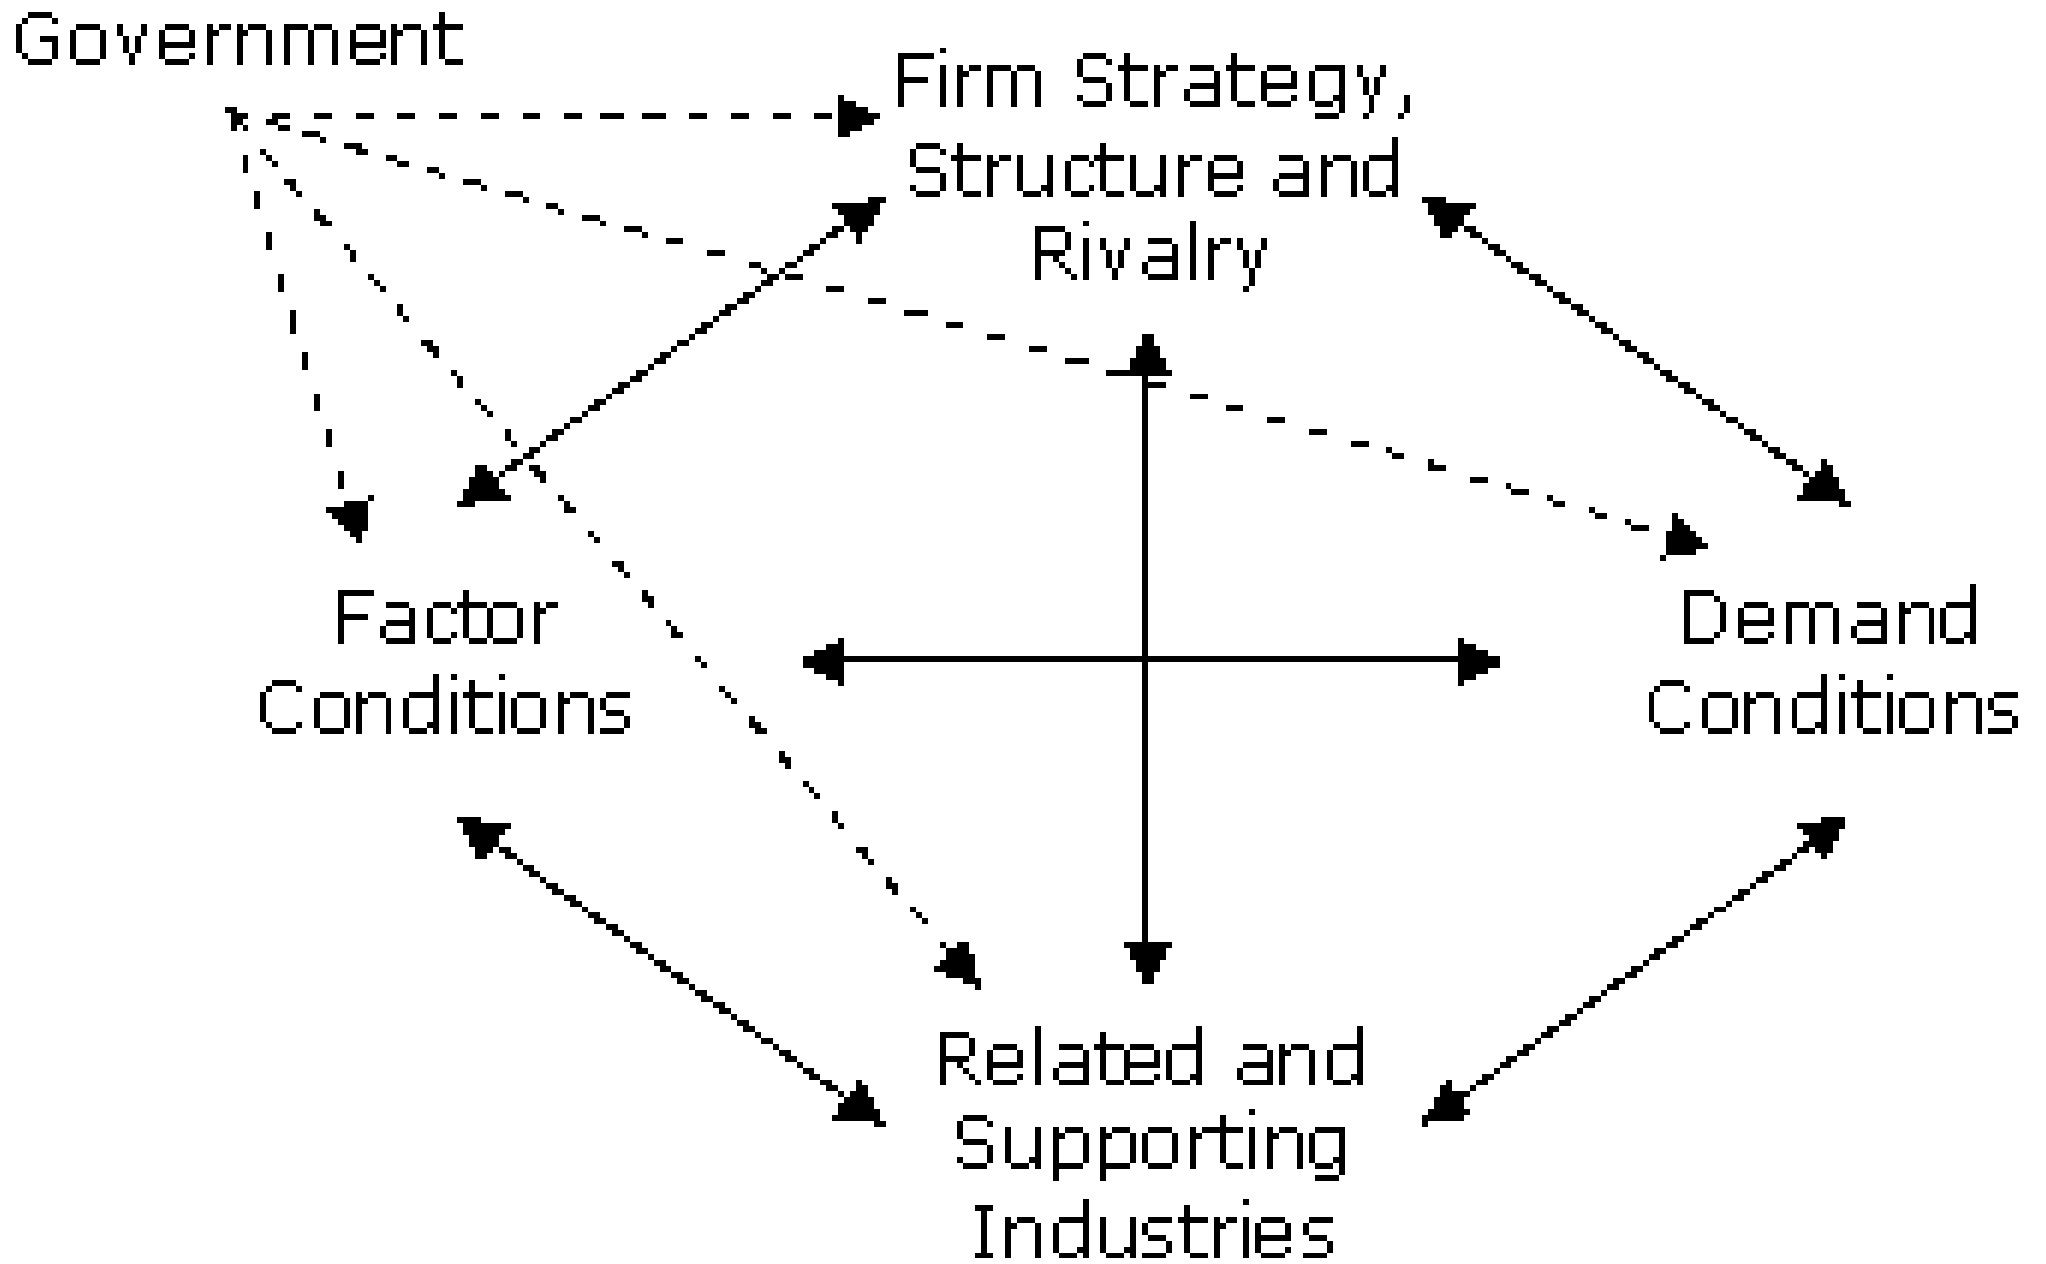 Government
Firm Strategy,
Structure and
Rivalry
Factor
Conditions
Demand
Conditions
Related and
Supporting
Industries